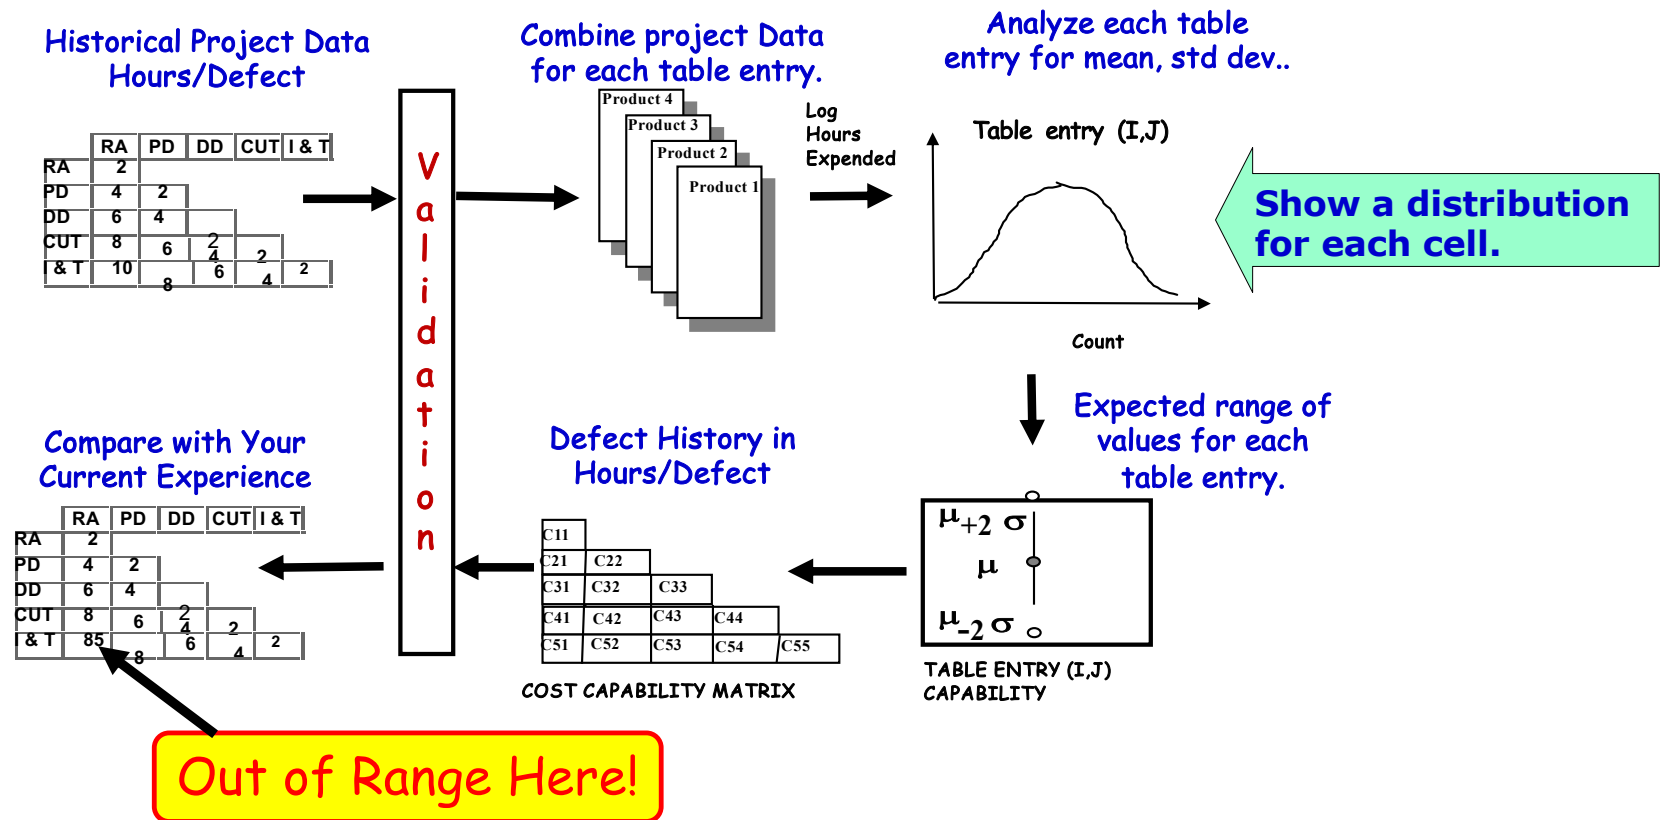 Historical Project Data
Hours/Defect
RA PD DD CUT I & T
RA 2
PD 4 2
DD 6 4
CUT 8 6 2 4 2
I & T 10 8 6 4 2
Validation
Combine project Data
for each table entry.
Product 4
Product 3
Product 2
Product 1
Log
Hours
Expended
Analyze each table
entry for mean, std dev..
Table entry (I,J)
Count
Show a distribution
for each cell.
Expected range of
values for each
table entry.
μ+2 σ
μ
μ-2 σ
TABLE ENTRY (I,J)
CAPABILITY
Defect History in
Hours/Defect
C11
C21 C22
C31 C32 C33
C41 C42 C43 C44
C51 C52 C53 C54 C55
COST CAPABILITY MATRIX
Compare with Your
Current Experience
RA PD DD CUT I & T
RA 2
PD 4 2
DD 6 4
CUT 8 6 2 4 2
I & T 85 8 6 4 2
Out of Range Here!